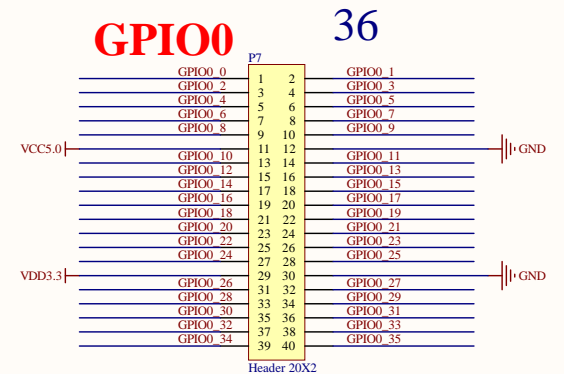 GPIO0 36
P7
GPIO0_0 1 2 GPIO0_1
GPIO0_2 3 4 GPIO0_3
GPIO0_4 5 6 GPIO0_5
GPIO0_6 7 8 GPIO0_7
GPIO0_8 9 10 GPIO0_9
VCC5.0 11 12 GND
GPIO0_10 13 14 GPIO0_11
GPIO0_12 15 16 GPIO0_13
GPIO0_14 17 18 GPIO0_15
GPIO0_16 19 20 GPIO0_17
GPIO0_18 21 22 GPIO0_19
GPIO0_20 23 24 GPIO0_21
GPIO0_22 25 26 GPIO0_23
GPIO0_24 27 28 GPIO0_25
VDD3.3 29 30 GND
GPIO0_26 31 32 GPIO0_27
GPIO0_28 33 34 GPIO0_29
GPIO0_30 35 36 GPIO0_31
GPIO0_32 37 38 GPIO0_33
GPIO0_34 39 40 GPIO0_35
Header 20X2